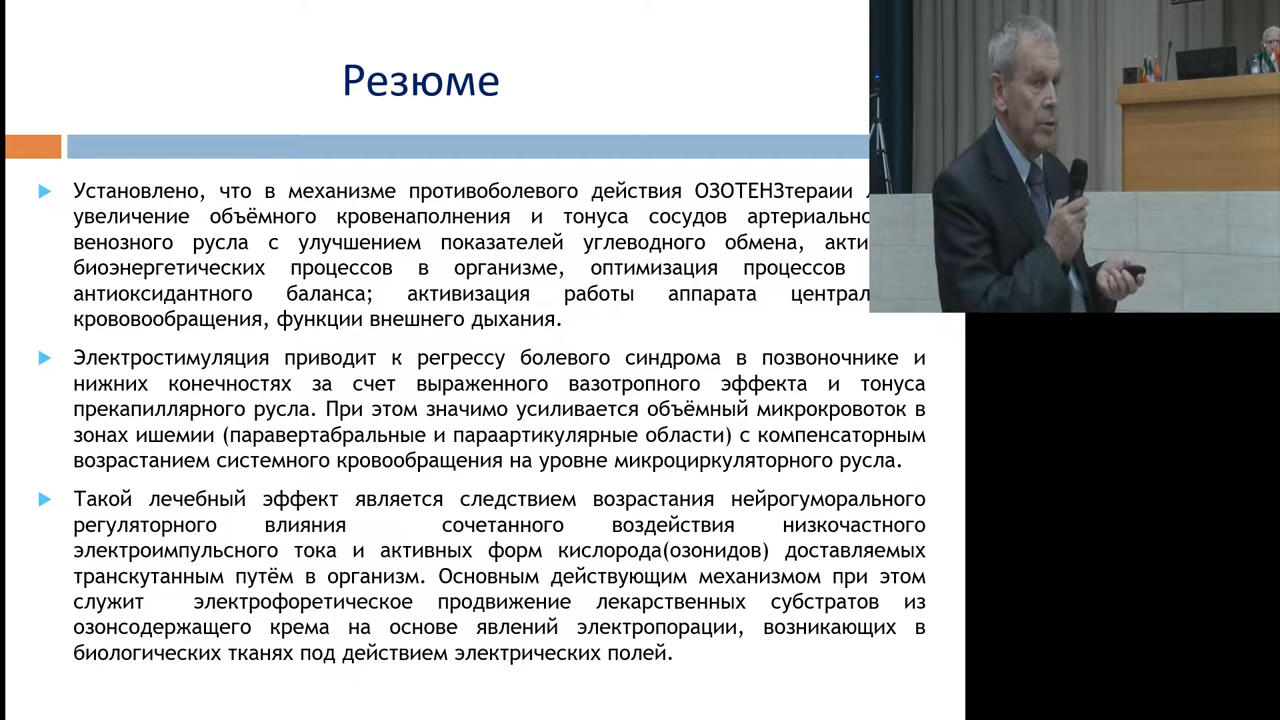 Резюме
Установлено, что в механизме противоболевого действия ОЗОТЕНЗтераии
увеличение объёмного кровенаполнения и тонуса сосудов
венозного русла с улучшением показателей углеводного обмена,
биоэнергетических процессов в организме, оптимизация процессов
антиоксидантного баланса; активизация работы аппарата
крововообращения, функции внешнего дыхания.
Электростимуляция приводит к регрессу болевого синдрома в позвоночнике и
нижних конечностях за счет выраженного вазотропного эффекта и тонуса
прекапиллярного русла. При этом значимо усиливается объёмный микрокровоток в
зонах ишемии (паравертабральные и параартикулярные области) с компенсаторным
возрастанием системного кровообращения на уровне микроциркуляторного русла.
Такой лечебный эффект является следствием возрастания нейрогуморального
регуляторного влияния сочетанного воздействия низкочастного
электроимпульсного тока и активных форм кислорода(озонидов) доставляемых
транскутанным путём в организм. Основным действующим механизмом при этом
служит электрофоретическое продвижение лекарственных субстратов из
озонсодержащего крема на основе явлений электропорации, возникающих в
биологических тканях под действием электрических полей.